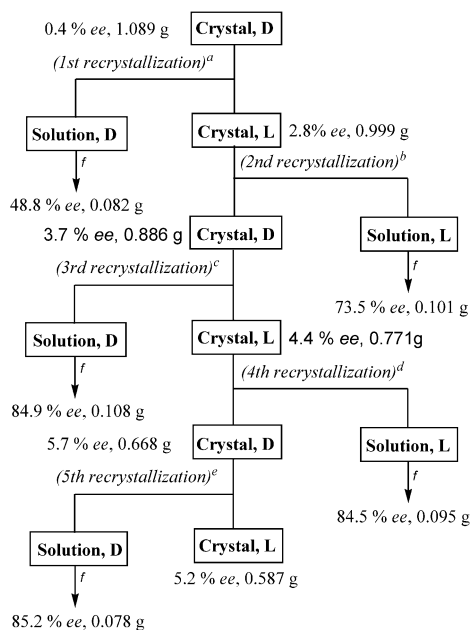 0.4 % ee, 1.089 g
Crystal, D
(1st recrystallization)a
Solution, D
Crystal, L
2.8% ee, 0.999 g
f
(2nd recrystallization)b
48.8 % ee, 0.082 g
3.7 % ee, 0.886 g
Crystal, D
Solution, L
(3rd recrystallization)c
f
73.5 % ee, 0.101 g
Solution, D
Crystal, L
4.4 % ee, 0.771g
f
(4th recrystallization)d
84.9 % ee, 0.108 g
5.7 % ee, 0.668 g
Crystal, D
Solution, L
(5th recrystallization)e
f
84.5 % ee, 0.095 g
Solution, D
Crystal, L
f
5.2 % ee, 0.587 g
85.2 % ee, 0.078 g